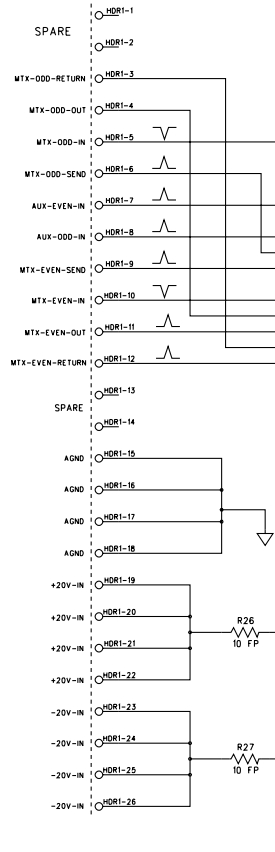 HDR1-1
SPARE
HDR1-2
MTX-ODD-RETURN HDR1-3
MTX-ODD-OUT HDR1-4
MTX-ODD-IN HDR1-5
MTX-ODD-SEND HDR1-6
AUX-EVEN-IN HDR1-7
AUX-ODD-IN HDR1-8
MTX-EVEN-SEND HDR1-9
MTX-EVEN-IN HDR1-10
MTX-EVEN-OUT HDR1-11
MTX-EVEN-RETURN HDR1-12
HDR1-13
SPARE
HDR1-14
AGND HDR1-15
AGND HDR1-16
AGND HDR1-17
AGND HDR1-18
+20V-IN HDR1-19
+20V-IN HDR1-20
R26
+20V-IN HDR1-21
10 FP
+20V-IN HDR1-22
-20V-IN HDR1-23
-20V-IN HDR1-24
R27
-20V-IN HDR1-25
10 FP
-20V-IN HDR1-26